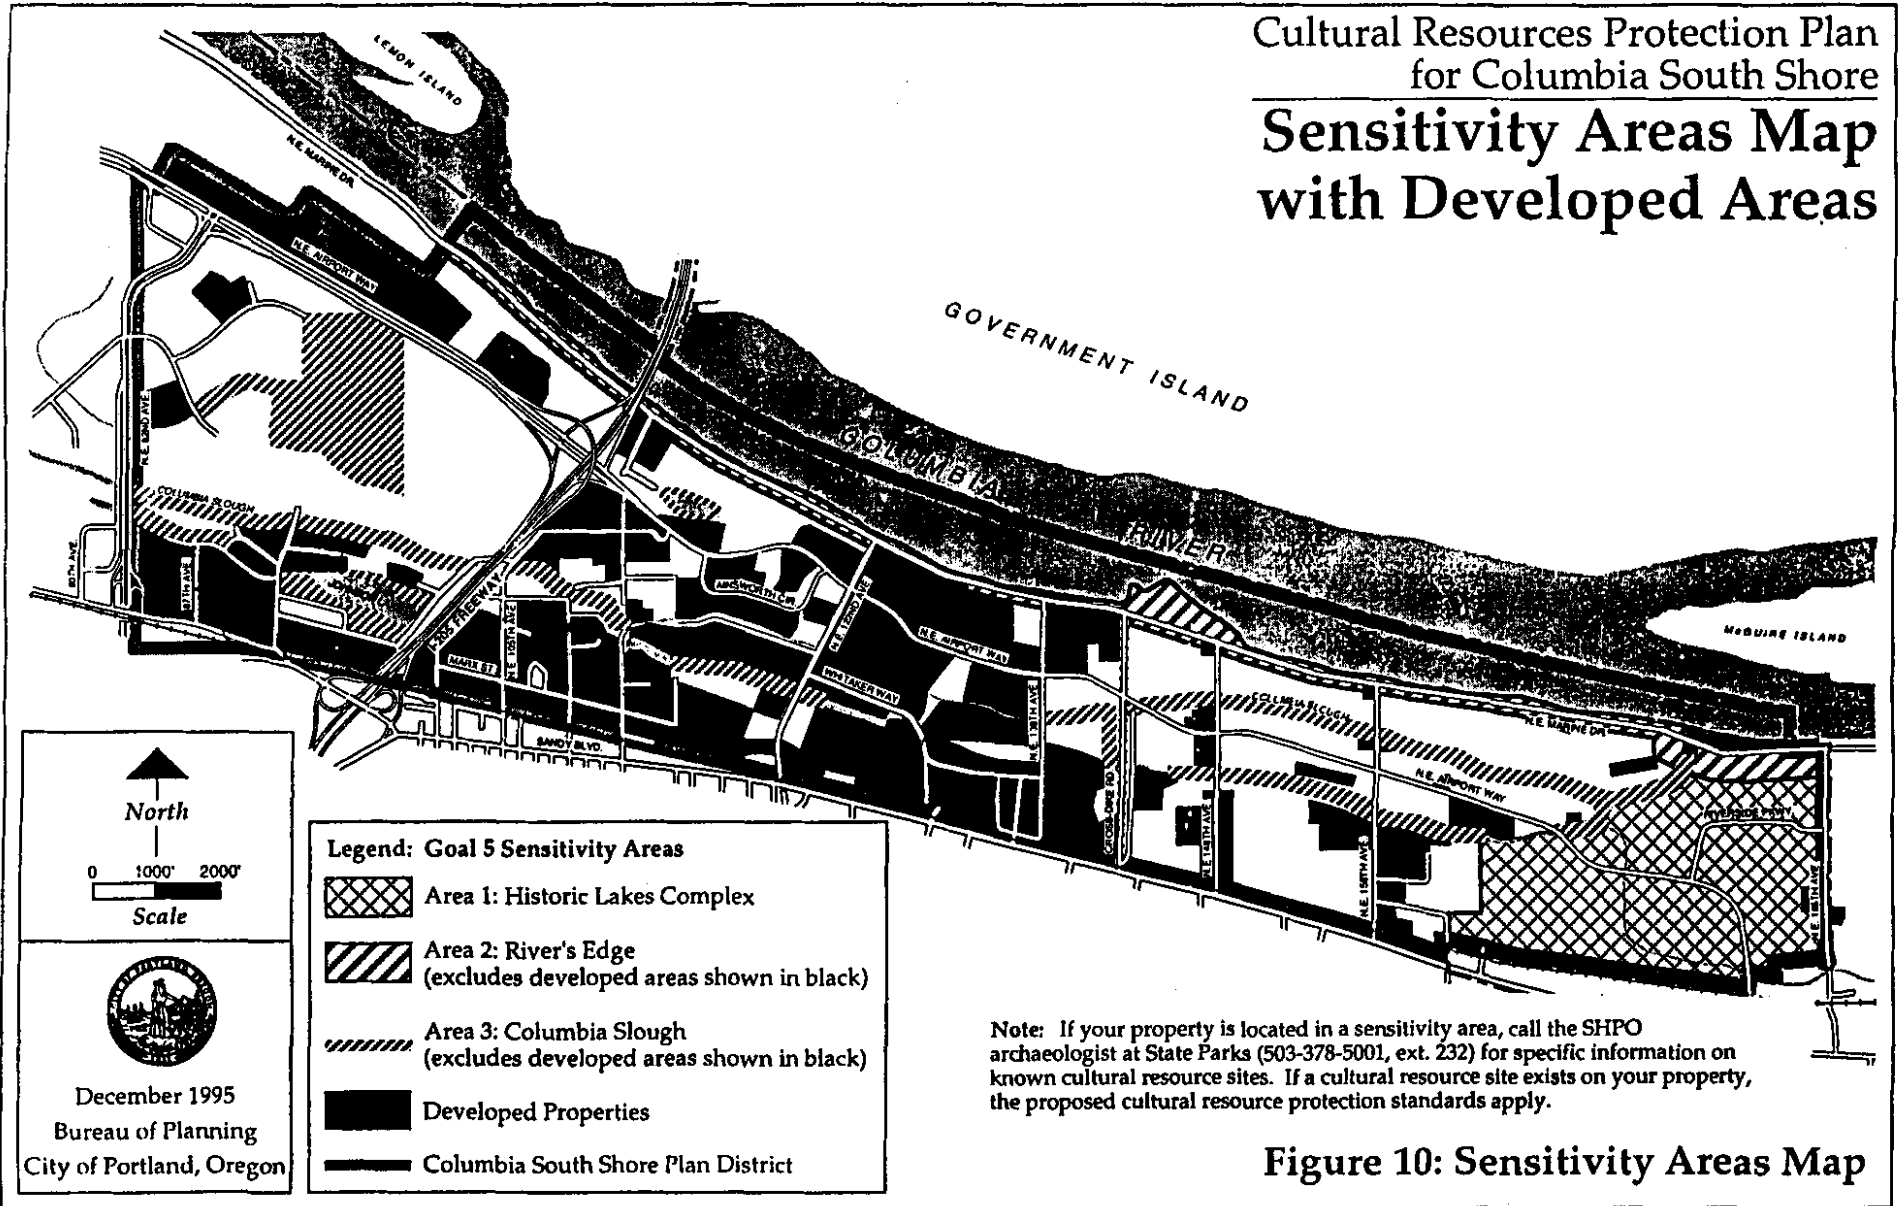 Cultural Resources Protection Plan
for Columbia South Shore
Sensitivity Areas Map
with Developed Areas
LEMON ISLAND
N.E. MARINE DR.
N.E. AIRPORT WAY
GOVERNMENT ISLAND
COLUMBIA RIVER
McGUIRE ISLAND
N.E. 82ND AVE.
COLUMBIA SLOUGH
I-205 FREEWAY
N.E. 105TH AVE
MARX ST.
SANDY BLVD.
AINSWORTH CIR
N.E. AIRPORT WAY
WHITAKER WAY
COLUMBIA SLOUGH
N.E. MARINE DR.
N.E. AIRPORT WAY
CROSS-DIKE RD
N.E. 148TH AVE
N.E. 158TH AVE
RIVERSIDE PKWY.
N.E. 185TH AVE
North
0 1000' 2000'
Scale
December 1995
Bureau of Planning
City of Portland, Oregon
Legend: Goal 5 Sensitivity Areas
Area 1: Historic Lakes Complex
Area 2: River's Edge
(excludes developed areas shown in black)
Area 3: Columbia Slough
(excludes developed areas shown in black)
Developed Properties
Columbia South Shore Plan District
Note: If your property is located in a sensitivity area, call the SHPO
archaeologist at State Parks (503-378-5001, ext. 232) for specific information on
known cultural resource sites. If a cultural resource site exists on your property,
the proposed cultural resource protection standards apply.
Figure 10: Sensitivity Areas Map